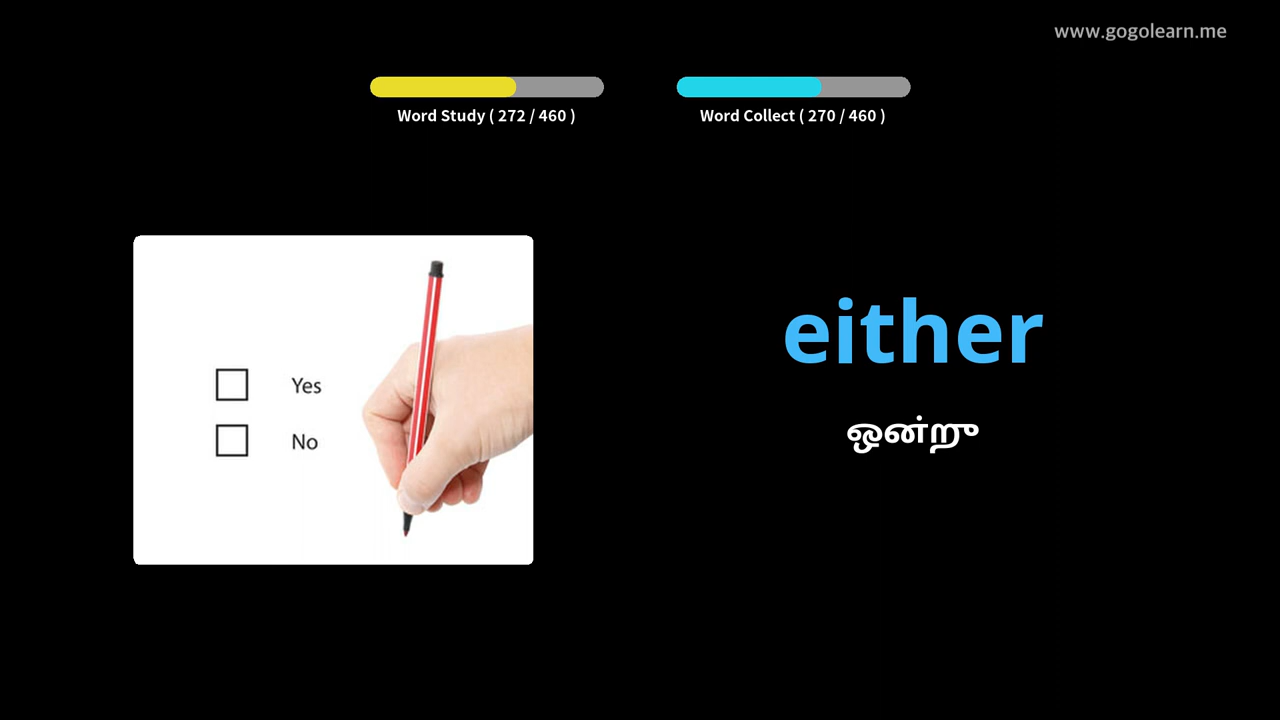 www.gogolearn.me
Word Study ( 272 / 460 )
Word Collect ( 270 / 460 )
Yes
No
either
ஒன்று